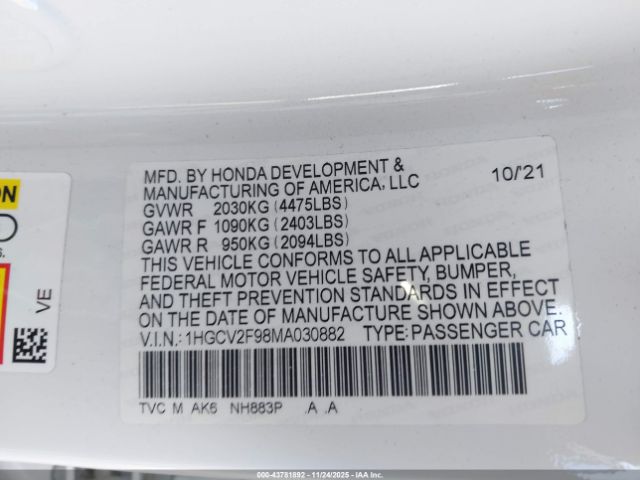 MFD. BY HONDA DEVELOPMENT & 10/'21
MANUFACTURING OF AMERICA, LLC
GVWR 2030KG (4475LBS)
GAWR F 1090KG (2403LBS)
GAWR R 950KG (2094LBS)
THIS VEHICLE CONFORMS TO ALL APPLICABLE
FEDERAL MOTOR VEHICLE SAFETY, BUMPER,
AND THEFT PREVENTION STANDARDS IN EFFECT
ON THE DATE OF MANUFACTURE SHOWN ABOVE.
V.I.N.: 1HGCV2F98MA030882 TYPE: PASSENGER CAR
TVC M AK6 NH883P .A .A
VE
000-43781892 - 11/24/2025 - IAAI.COM